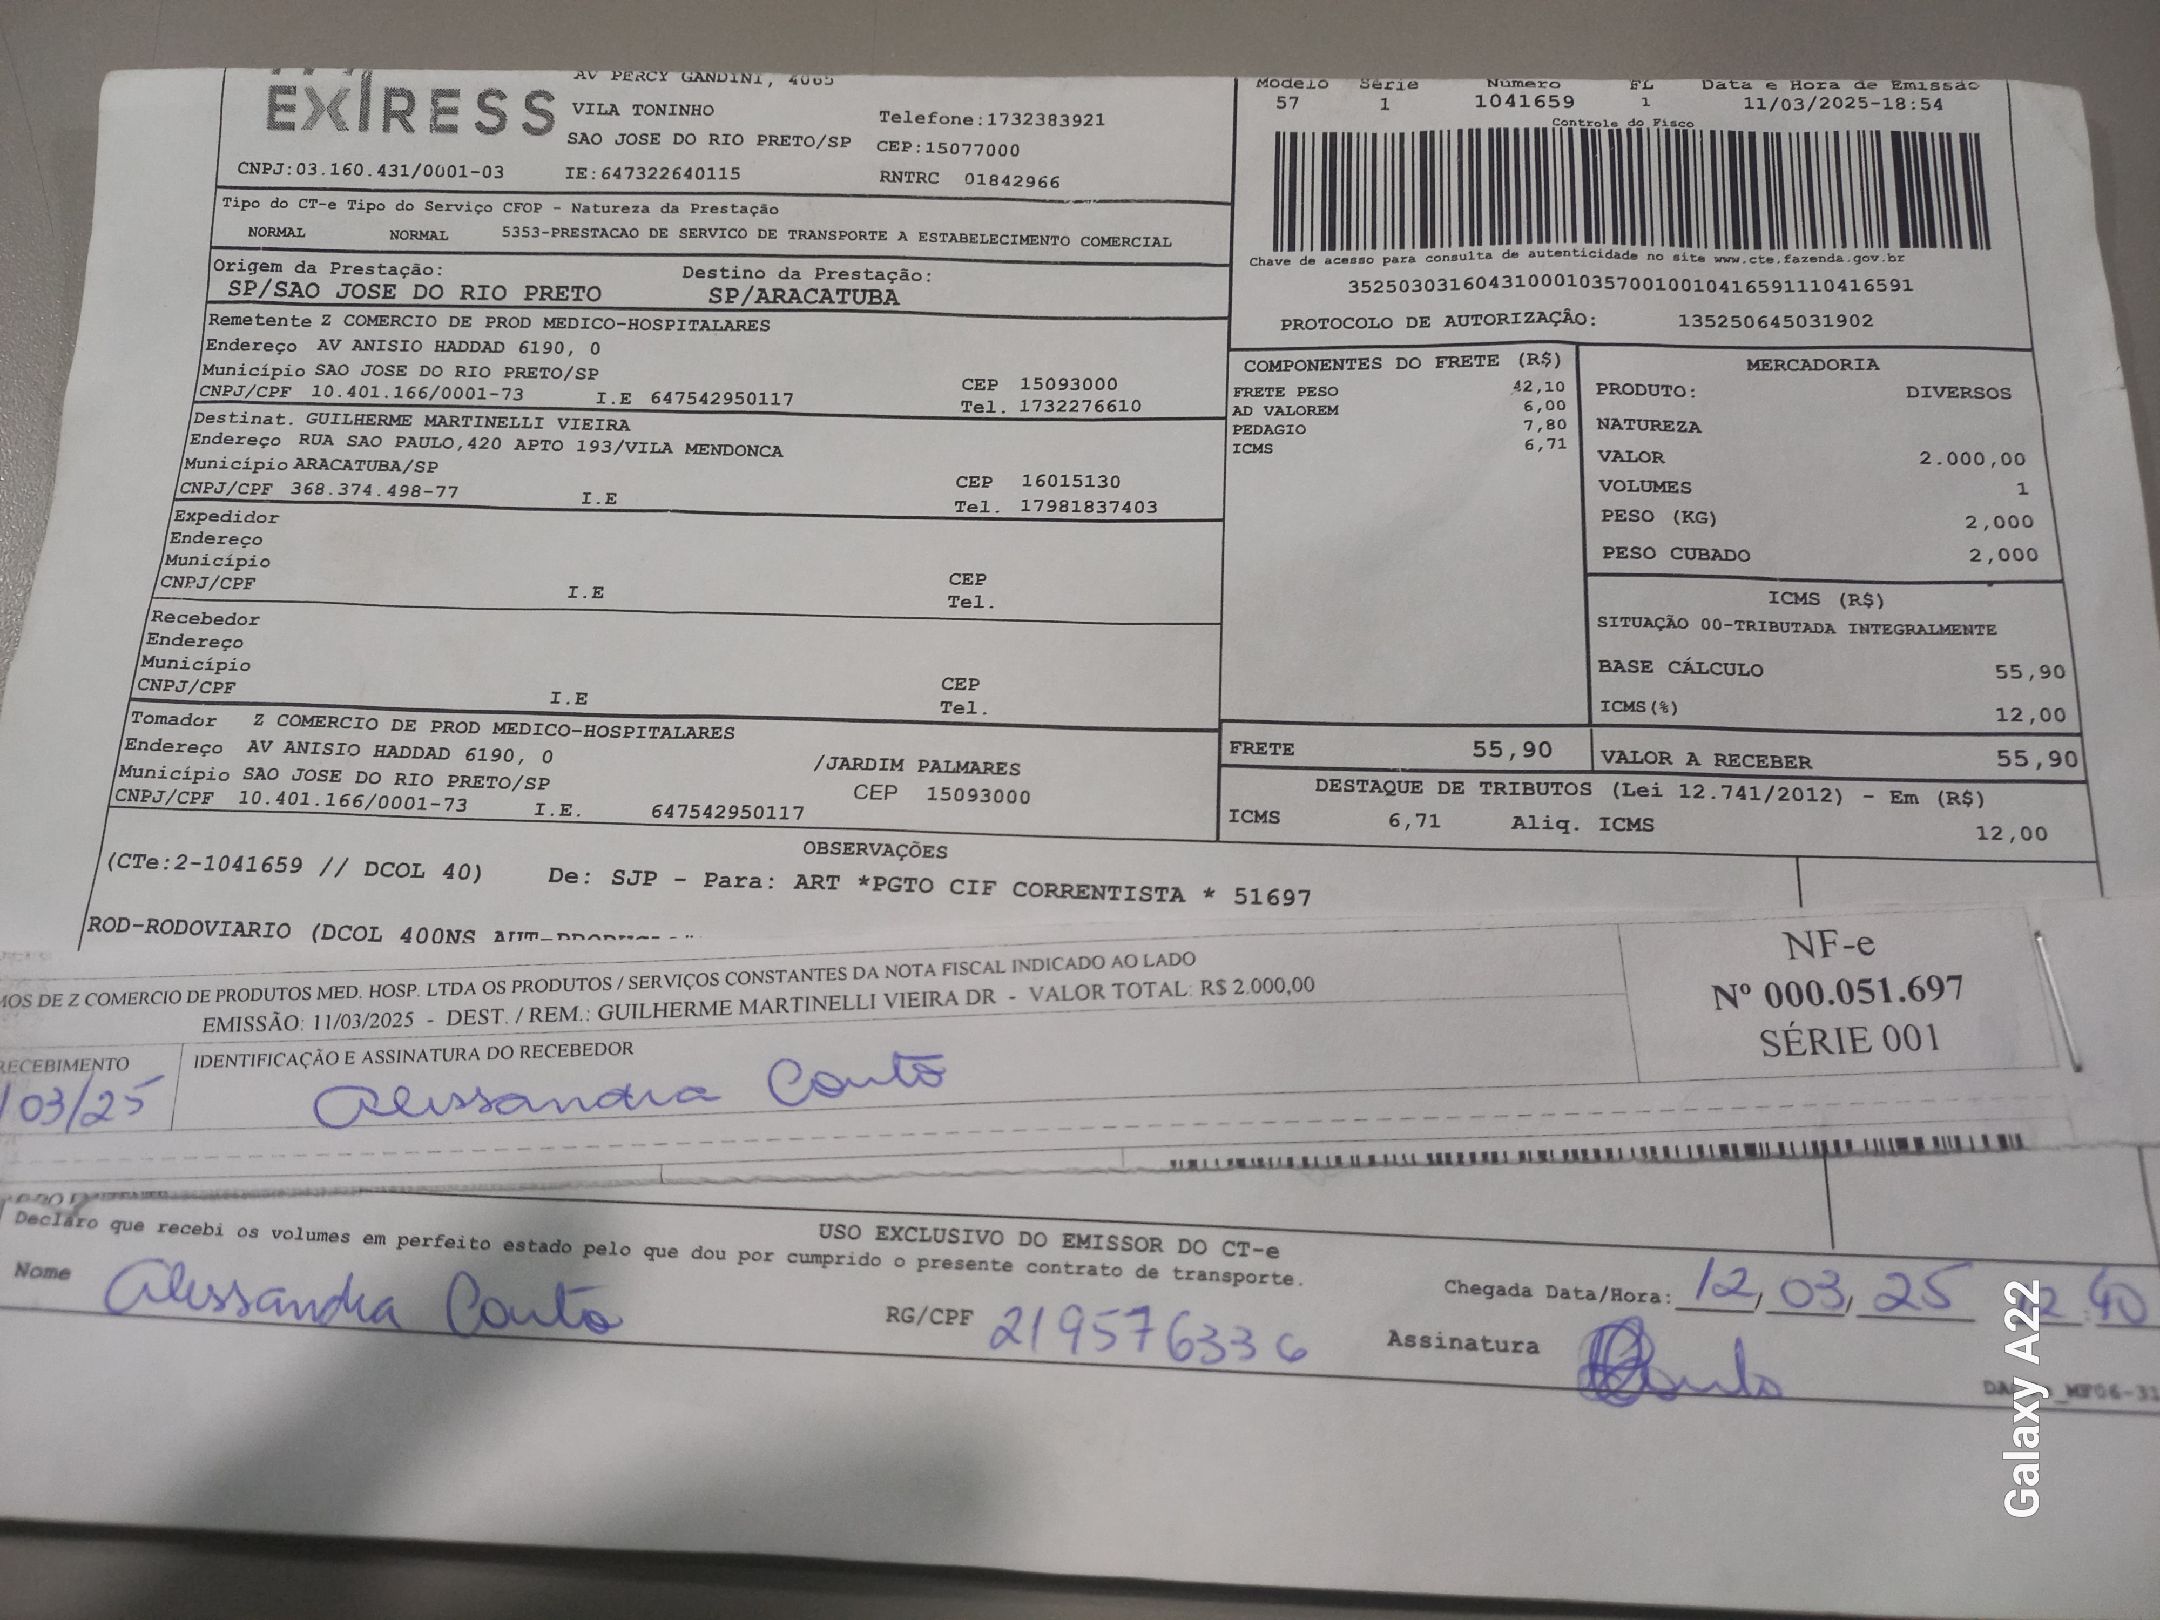 EXPRESS
AV PERCY GANDINI, 4065
VILA TONINHO
SAO JOSE DO RIO PRETO/SP
Telefone:1732383921
CEP:15077000
CNPJ:03.160.431/0001-03 IE:647322640115 RNTRC 01842966
Modelo Série Número FL Data e Hora de Emissão
57 1 1041659 1 11/03/2025-18:54
Controle do Fisco
Chave de acesso para consulta de autenticidade no site www.cte.fazenda.gov.br
35250303160431000103570010010416591110416591
PROTOCOLO DE AUTORIZAÇÃO: 135250645031902
Tipo do CT-e Tipo do Serviço CFOP - Natureza da Prestação
NORMAL NORMAL 5353-PRESTACAO DE SERVICO DE TRANSPORTE A ESTABELECIMENTO COMERCIAL
Origem da Prestação: Destino da Prestação:
SP/SAO JOSE DO RIO PRETO SP/ARACATUBA
Remetente Z COMERCIO DE PROD MEDICO-HOSPITALARES
Endereço AV ANISIO HADDAD 6190, 0
Município SAO JOSE DO RIO PRETO/SP CEP 15093000
CNPJ/CPF 10.401.166/0001-73 I.E 647542950117 Tel. 1732276610
Destinat. GUILHERME MARTINELLI VIEIRA
Endereço RUA SAO PAULO,420 APTO 193/VILA MENDONCA
Município ARACATUBA/SP CEP 16015130
CNPJ/CPF 368.374.498-77 I.E Tel. 17981837403
Expedidor
Endereço
Município CEP
CNPJ/CPF I.E Tel.
Recebedor
Endereço
Município CEP
CNPJ/CPF I.E Tel.
Tomador Z COMERCIO DE PROD MEDICO-HOSPITALARES
Endereço AV ANISIO HADDAD 6190, 0 /JARDIM PALMARES
Município SAO JOSE DO RIO PRETO/SP CEP 15093000
CNPJ/CPF 10.401.166/0001-73 I.E. 647542950117
COMPONENTES DO FRETE (R$)
FRETE PESO 42,10
AD VALOREM 6,00
PEDAGIO 7,80
ICMS 6,71
MERCADORIA
PRODUTO: DIVERSOS
NATUREZA
VALOR 2.000,00
VOLUMES 1
PESO (KG) 2,000
PESO CUBADO 2,000
ICMS (R$)
SITUAÇÃO 00-TRIBUTADA INTEGRALMENTE
BASE CÁLCULO 55,90
ICMS(%) 12,00
FRETE 55,90 VALOR A RECEBER 55,90
DESTAQUE DE TRIBUTOS (Lei 12.741/2012) - Em (R$)
ICMS 6,71 Aliq. ICMS 12,00
OBSERVAÇÕES
(CTe:2-1041659 // DCOL 40) De: SJP - Para: ART *PGTO CIF CORRENTISTA * 51697
ROD-RODOVIARIO (DCOL 400NS
MOS DE Z COMERCIO DE PRODUTOS MED. HOSP. LTDA OS PRODUTOS / SERVIÇOS CONSTANTES DA NOTA FISCAL INDICADO AO LADO
EMISSÃO: 11/03/2025 - DEST. / REM.: GUILHERME MARTINELLI VIEIRA DR - VALOR TOTAL: R$ 2.000,00
NF-e
Nº 000.051.697
SÉRIE 001
RECEBIMENTO IDENTIFICAÇÃO E ASSINATURA DO RECEBEDOR
/03/25 Alessandra Couto
USO EXCLUSIVO DO EMISSOR DO CT-e
Declaro que recebi os volumes em perfeito estado pelo que dou por cumprido o presente contrato de transporte.
Nome Alessandra Couto RG/CPF 219576336 Chegada Data/Hora: 12, 03, 25
Assinatura Couto
Galaxy A22